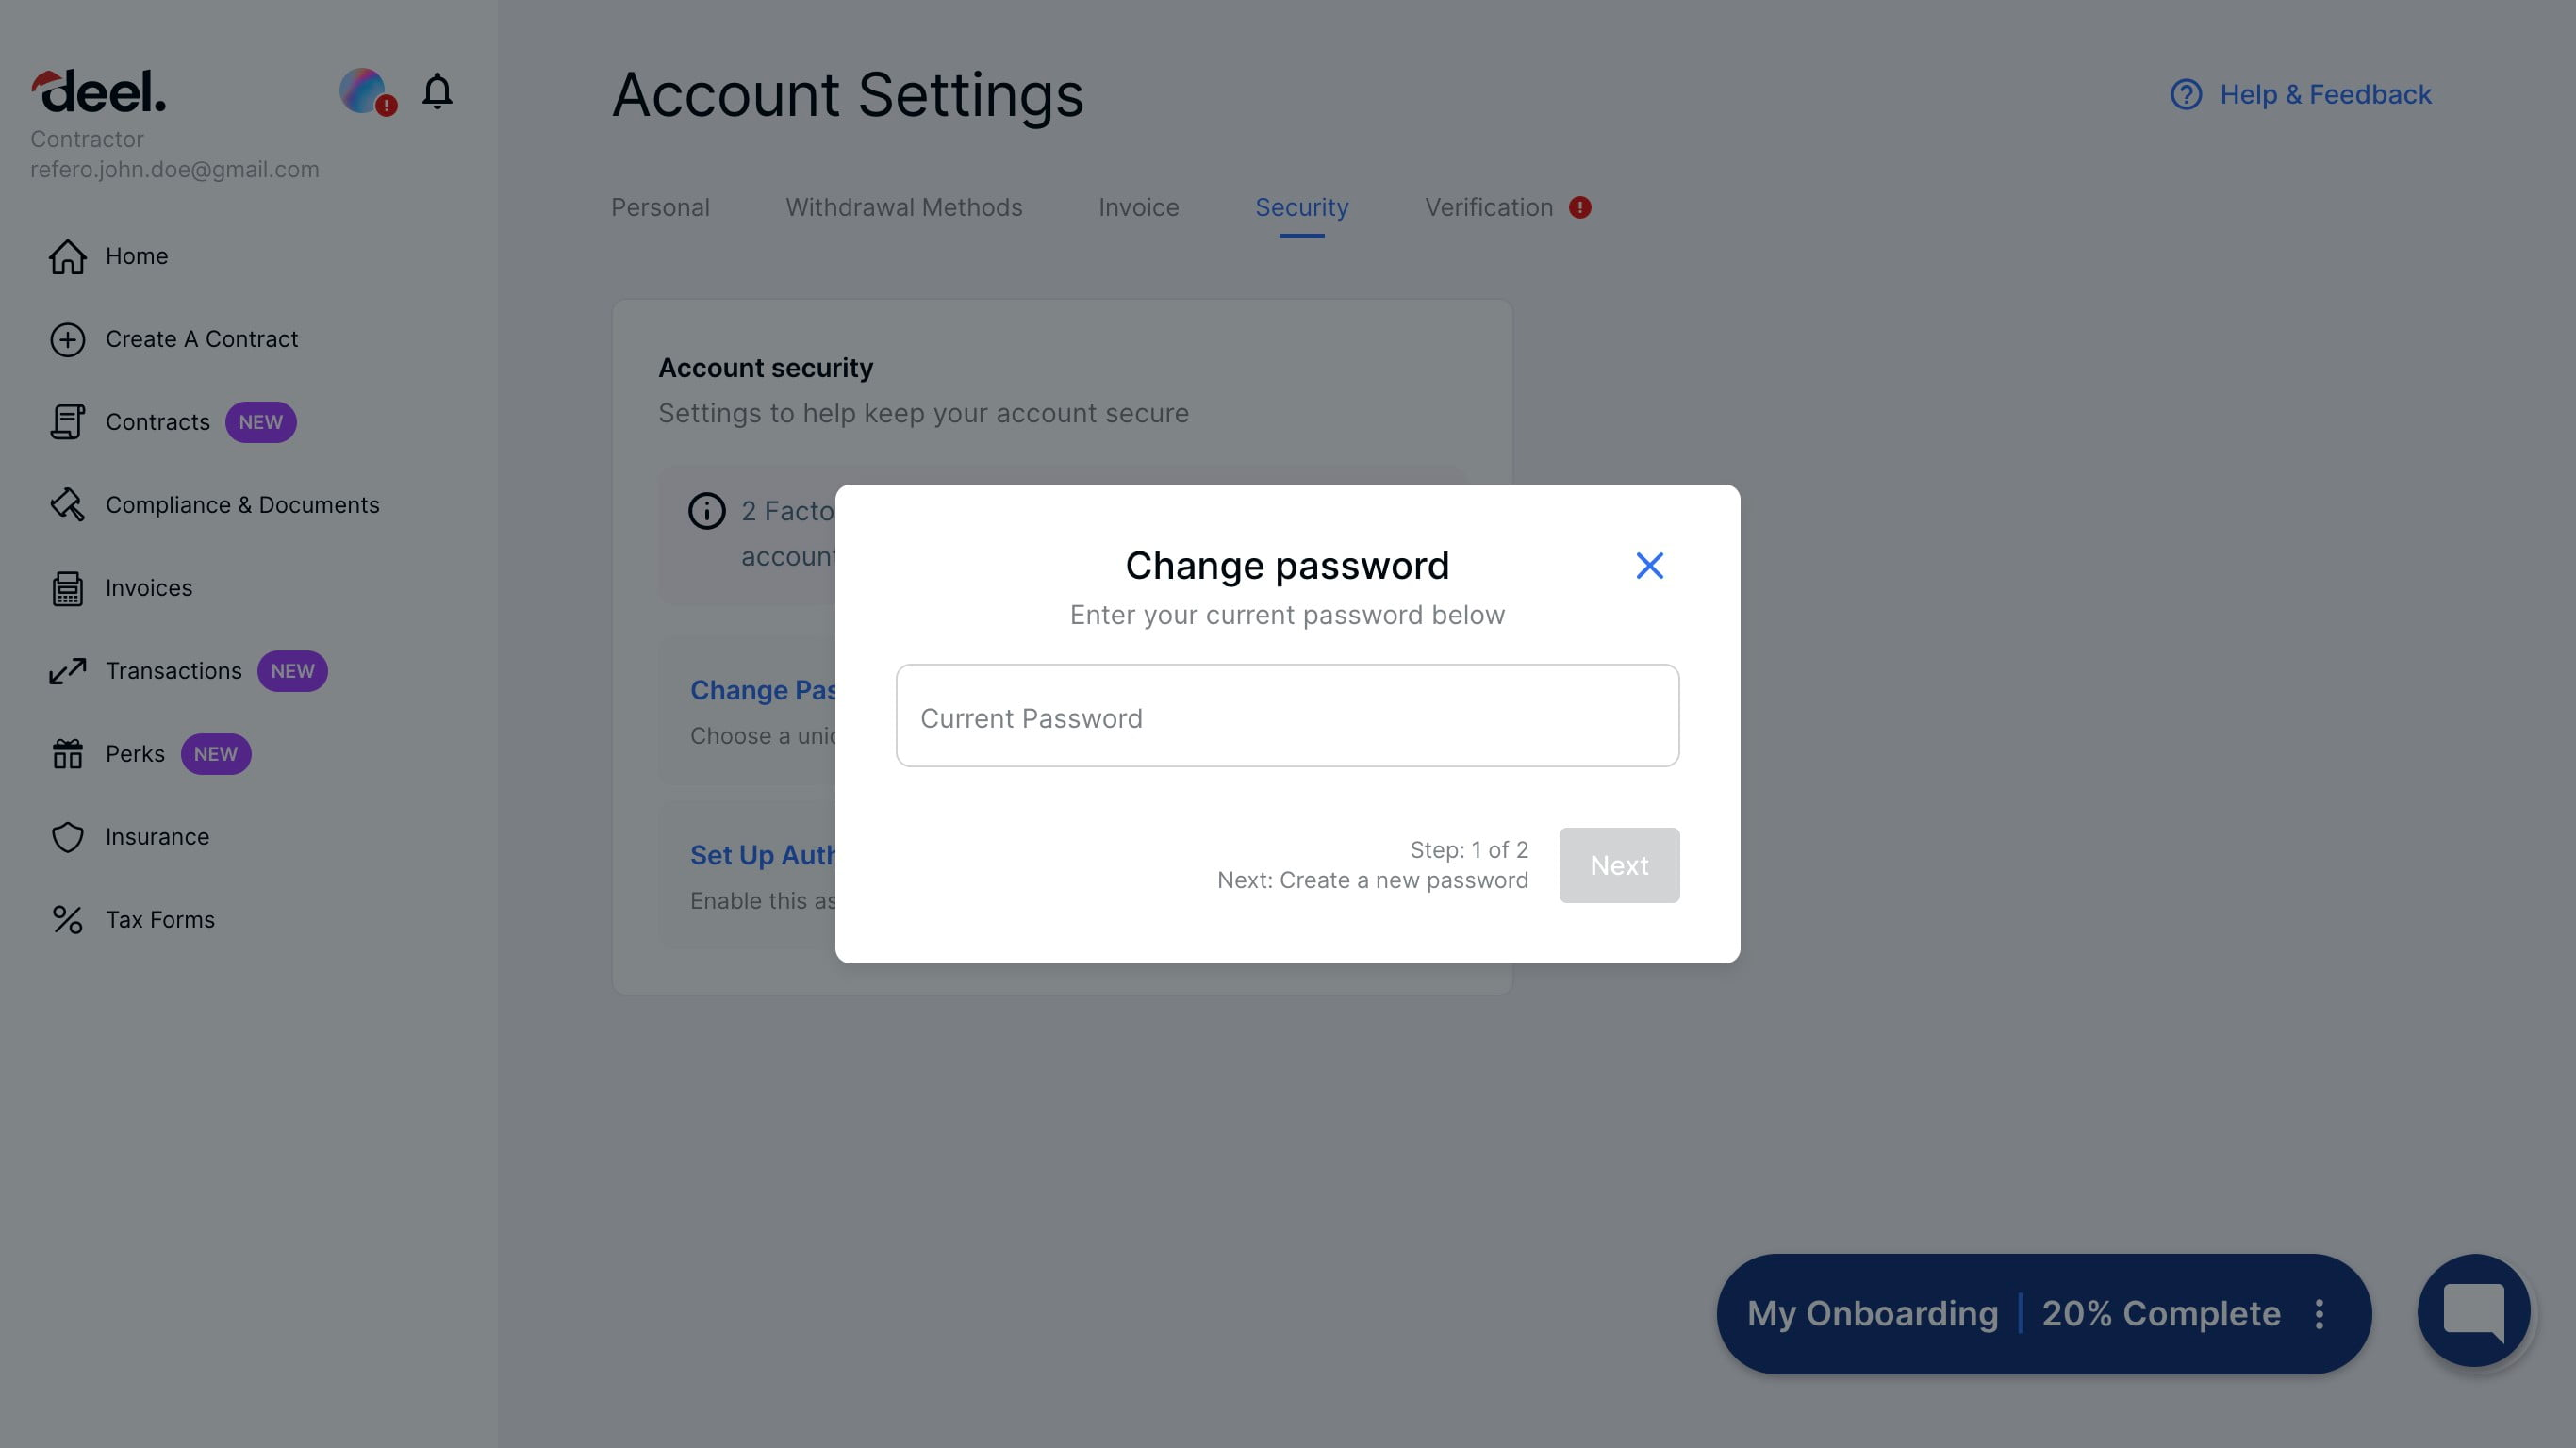 deel.
Contractor
refero.john.doe@gmail.com
Home
Create A Contract
Contracts NEW
Compliance & Documents
Invoices
Transactions NEW
Perks NEW
Insurance
Tax Forms
Account Settings
Help & Feedback
Personal Withdrawal Methods Invoice Security Verification
Account security
Settings to help keep your account secure
2 Facto
account
Change Pas
Choose a uni
Set Up Auth
Enable this as
Change password
Enter your current password below
Current Password
Step: 1 of 2
Next: Create a new password
Next
My Onboarding 20% Complete